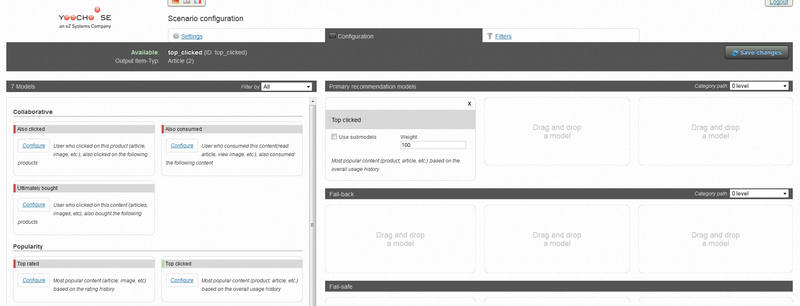 Logout
YOOCHOOSE
an eZ Systems Company
Scenario configuration
Settings
Configuration
Filters
Available: top_clicked (ID: top_clicked)
Output Item-Typ: Article (2)
Save changes
7 Models
Filter by All
Primary recommendation models
Category path: 0 level
Collaborative
Also clicked
Configure
User who clicked on this product (article, image, etc.), also clicked on the following products
Also consumed
Configure
User who consumed this content(read article, view image, etc.), also consumed the following content
Ultimately bought
Configure
User who clicked on this content (articles, images, etc), also bought the following products
Popularity
Top rated
Configure
Most popular content (article, image, etc) based on the rating history
Top clicked
Configure
Most popular content (product, article, etc.) based on the overall usage history
x
Top clicked
Use submodels
Weight
100
Most popular content (product, article, etc.) based on the overall usage history
Drag and drop
a model
Drag and drop
a model
Fall-back
Category path: 0 level
Drag and drop
a model
Drag and drop
a model
Drag and drop
a model
Fail-safe